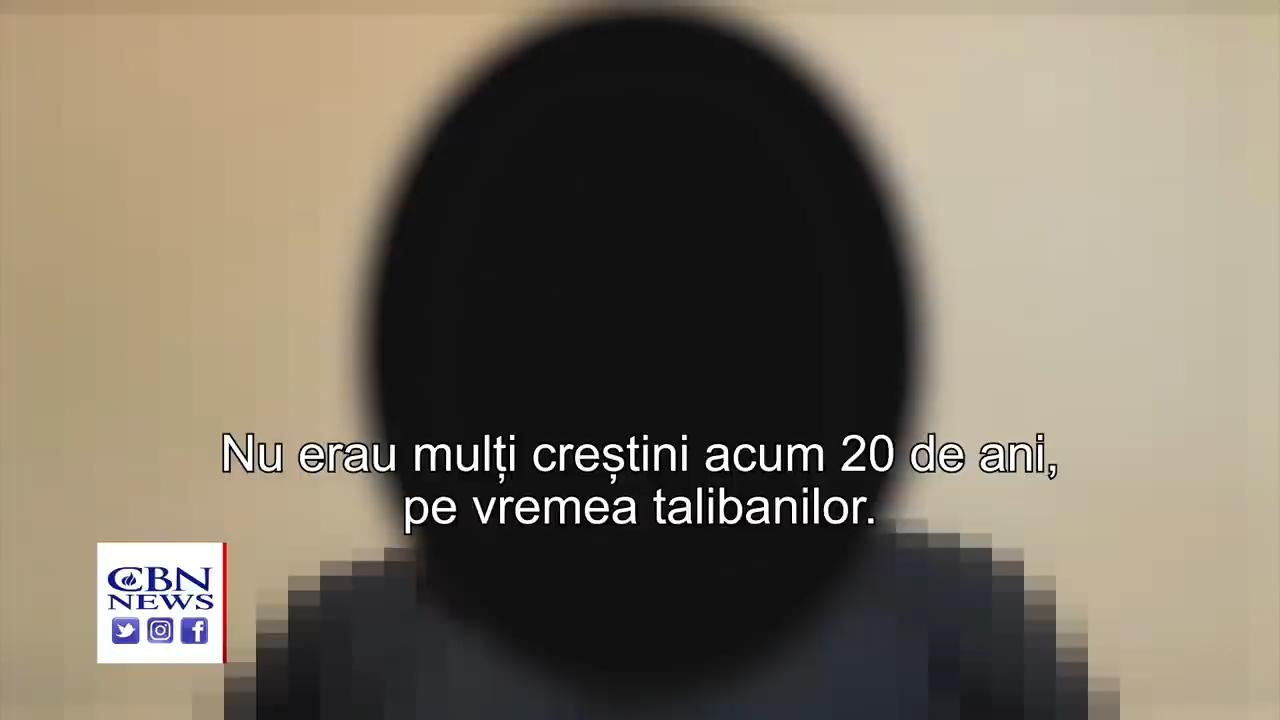 Nu erau mulți creștini acum 20 de ani,
pe vremea talibanilor.
CBN
NEWS